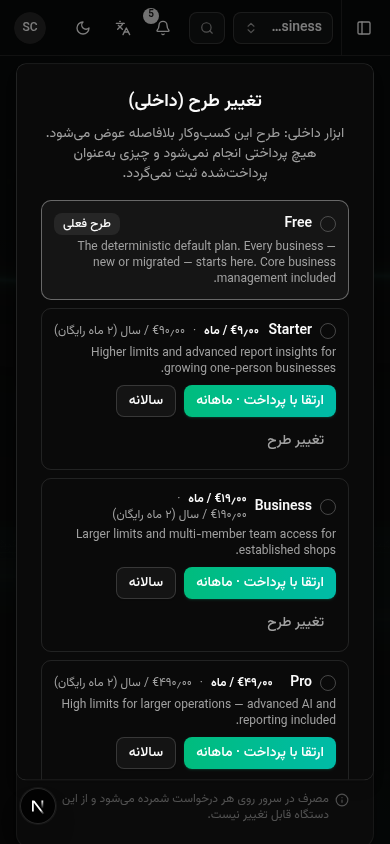 SC
5
...siness
تغییر طرح (داخلی)
ابزار داخلی: طرح این کسب‌وکار بلافاصله عوض می‌شود.
هیچ پرداختی انجام نمی‌شود و چیزی به‌عنوان
پرداخت‌شده ثبت نمی‌گردد.
Free
طرح فعلی
The deterministic default plan. Every business —
new or migrated — starts here. Core business
management included.
Starter
€۹٫۰۰ / ماه · €۹۰٫۰۰ / سال (۲ ماه رایگان)
Higher limits and advanced report insights for
growing one-person businesses.
ارتقا با پرداخت · ماهانه
سالانه
تغییر طرح
Business
€۱۹٫۰۰ / ماه ·
€۱۹۰٫۰۰ / سال (۲ ماه رایگان)
Larger limits and multi-member team access for
established shops.
ارتقا با پرداخت · ماهانه
سالانه
تغییر طرح
Pro
€۴۹٫۰۰ / ماه · €۴۹۰٫۰۰ / سال (۲ ماه رایگان)
High limits for larger operations — advanced AI and
reporting included.
ارتقا با پرداخت · ماهانه
سالانه
مصرف در سرور روی هر درخواست شمرده می‌شود و از این
دستگاه قابل تغییر نیست.
N